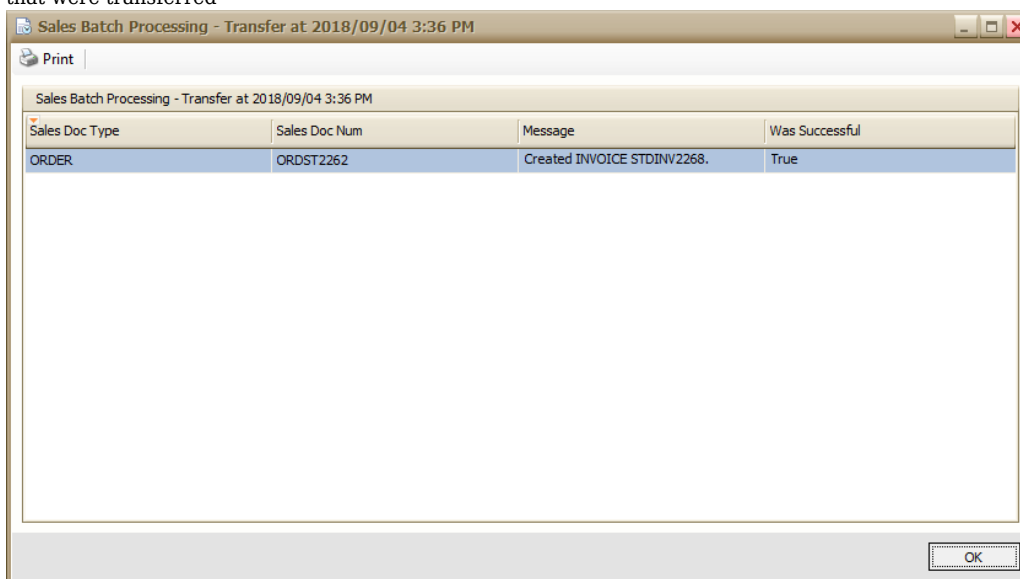 that were transferred
Sales Batch Processing - Transfer at 2018/09/04 3:36 PM
Print
Sales Batch Processing - Transfer at 2018/09/04 3:36 PM
Sales Doc Type Sales Doc Num Message Was Successful
ORDER ORDST2262 Created INVOICE STDINV2268. True
OK